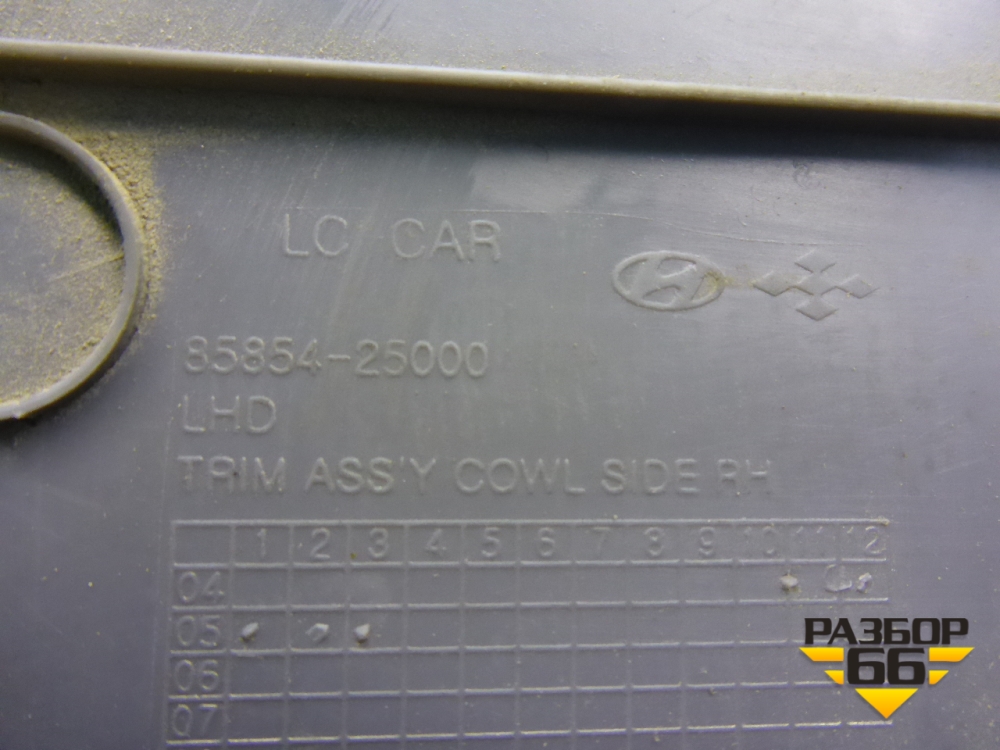 LC CAR
85854-25000
LHD
TRIM ASS'Y COWL SIDE RH
1 2 3 4 5 6 7 8 9 10 11 12
04
05
06
07
РАЗБОР
66